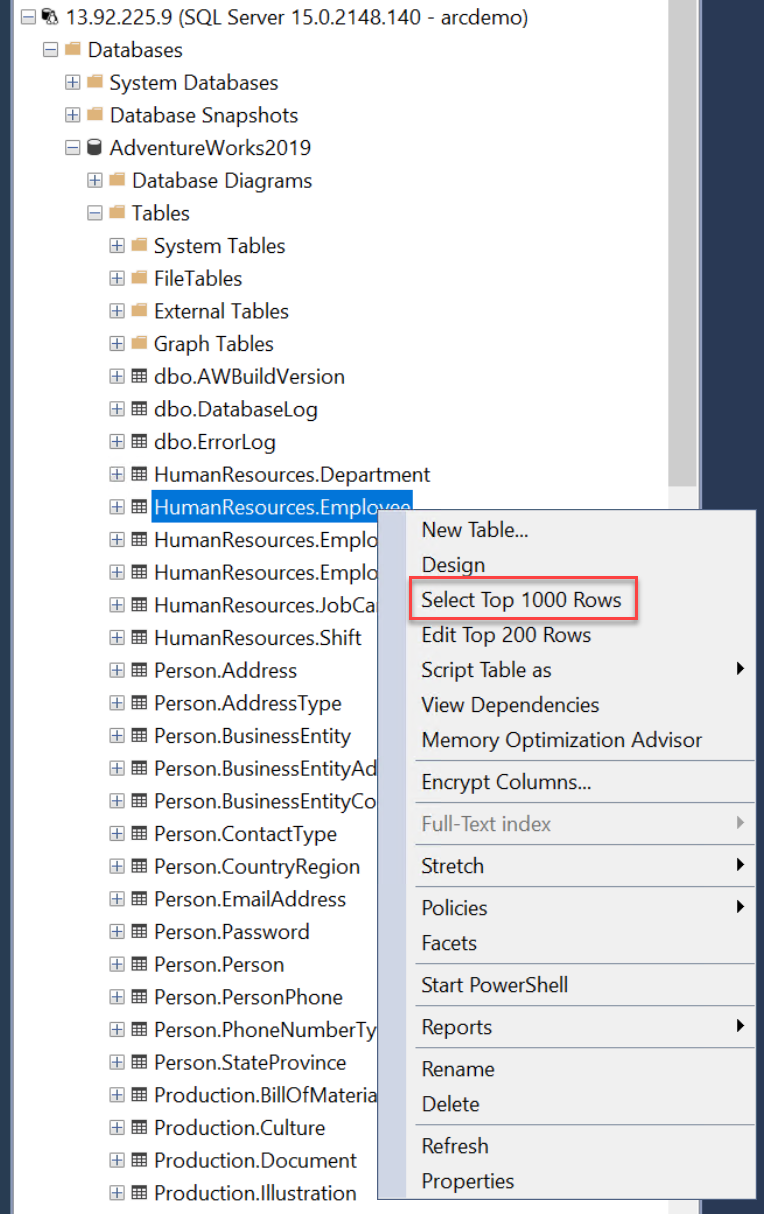 13.92.225.9 (SQL Server 15.0.2148.140 - arcdemo)
Databases
System Databases
Database Snapshots
AdventureWorks2019
Database Diagrams
Tables
System Tables
FileTables
External Tables
Graph Tables
dbo.AWBuildVersion
dbo.DatabaseLog
dbo.ErrorLog
HumanResources.Department
HumanResources.Employee
HumanResources.Emplo
HumanResources.Emplo
HumanResources.JobCa
HumanResources.Shift
Person.Address
Person.AddressType
Person.BusinessEntity
Person.BusinessEntityAd
Person.BusinessEntityCo
Person.ContactType
Person.CountryRegion
Person.EmailAddress
Person.Password
Person.Person
Person.PersonPhone
Person.PhoneNumberTy
Person.StateProvince
Production.BillOfMateria
Production.Culture
Production.Document
Production.Illustration
New Table...
Design
Select Top 1000 Rows
Edit Top 200 Rows
Script Table as
View Dependencies
Memory Optimization Advisor
Encrypt Columns...
Full-Text index
Stretch
Policies
Facets
Start PowerShell
Reports
Rename
Delete
Refresh
Properties